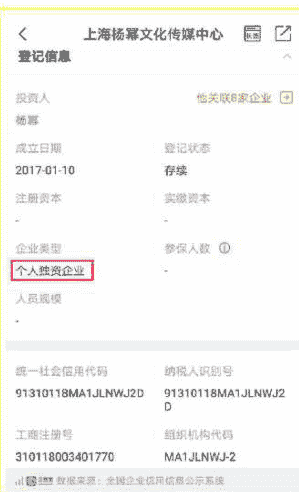 上海杨幂文化传媒中心
登记信息
投资人 他关联6家企业
杨幂
成立日期 登记状态
2017-01-10 存续
注册资本 实缴资本
- -
企业类型 参保人数
个人独资企业 -
人员规模
-
统一社会信用代码 纳税人识别号
91310118MA1JLNWJ2D 91310118MA1JLNWJ2
D
工商注册号 组织机构代码
310118003401770 MA1JLNWJ-2
数据来源：全国企业信用信息公示系统